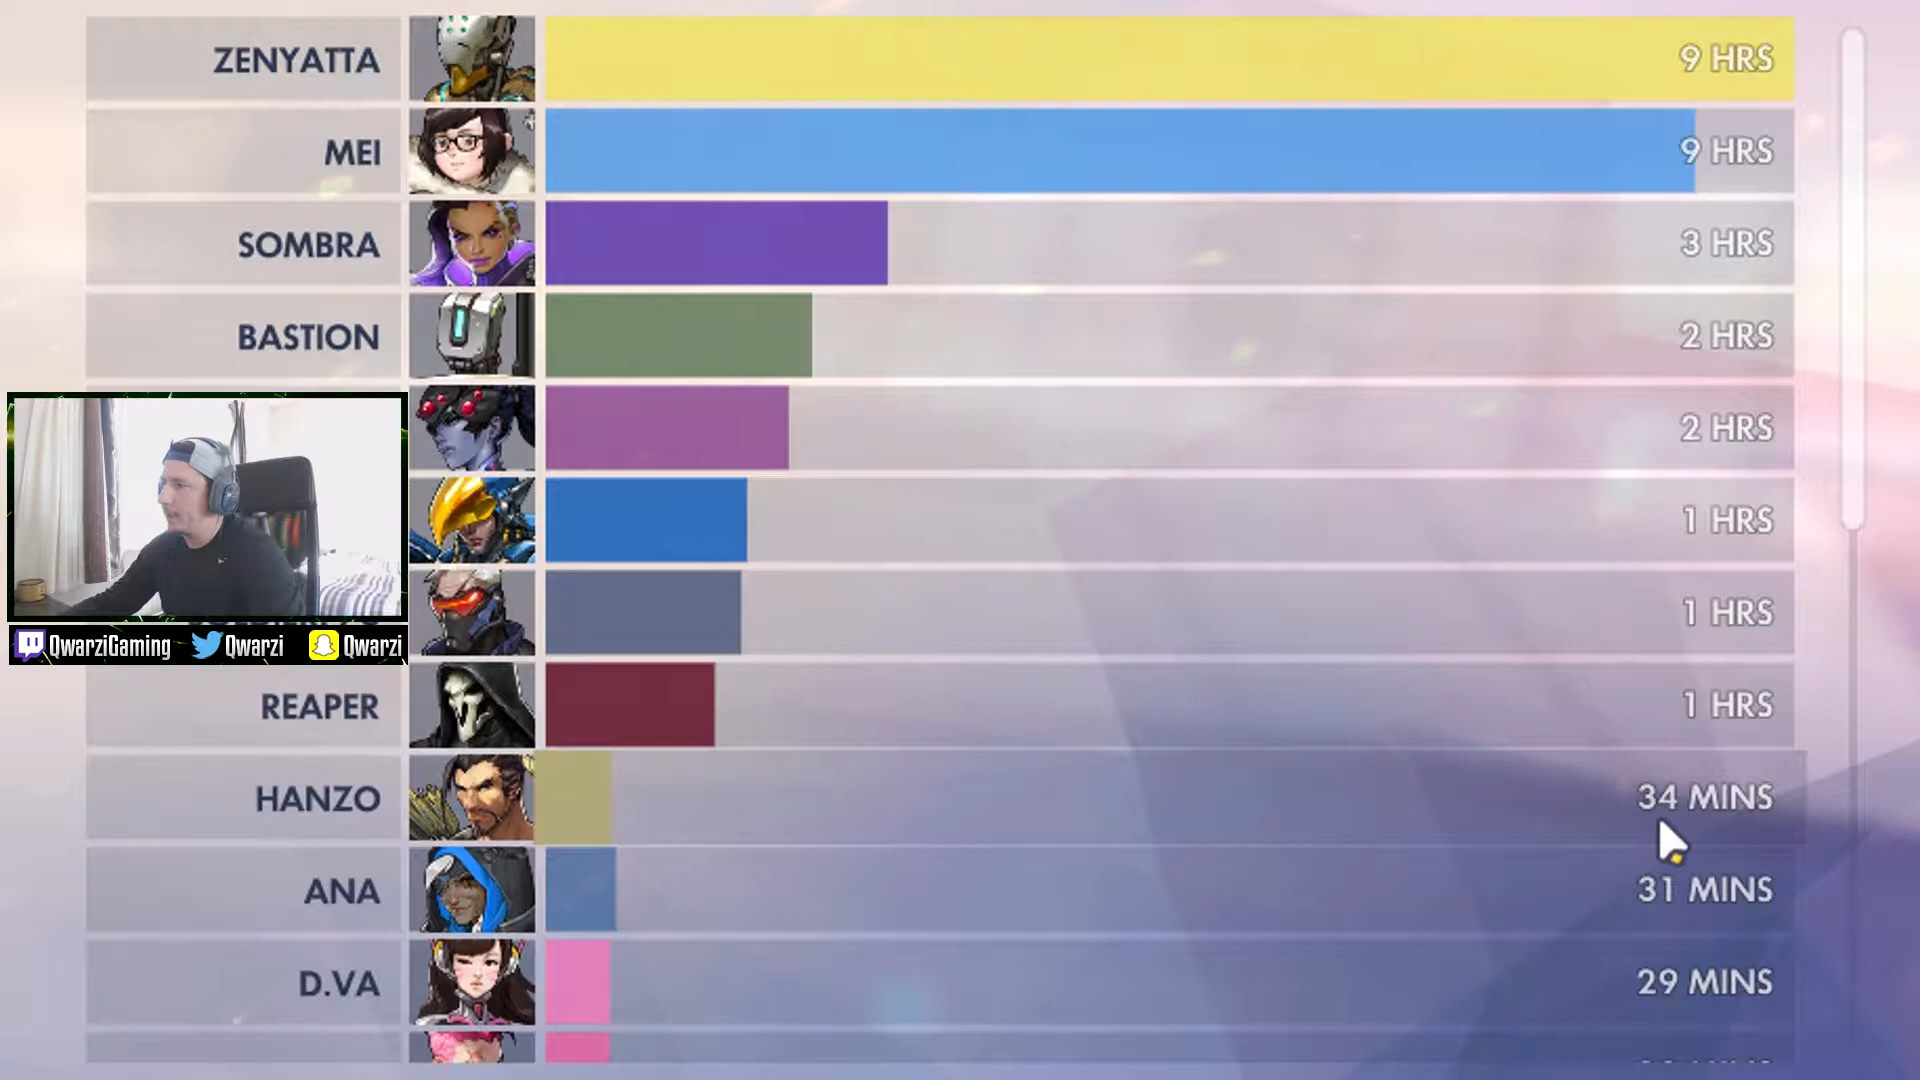 ZENYATTA 9 HRS
MEI 9 HRS
SOMBRA 3 HRS
BASTION 2 HRS
2 HRS
1 HRS
1 HRS
QwarziGaming Qwarzi Qwarzi
REAPER 1 HRS
HANZO 34 MINS
ANA 31 MINS
D.VA 29 MINS